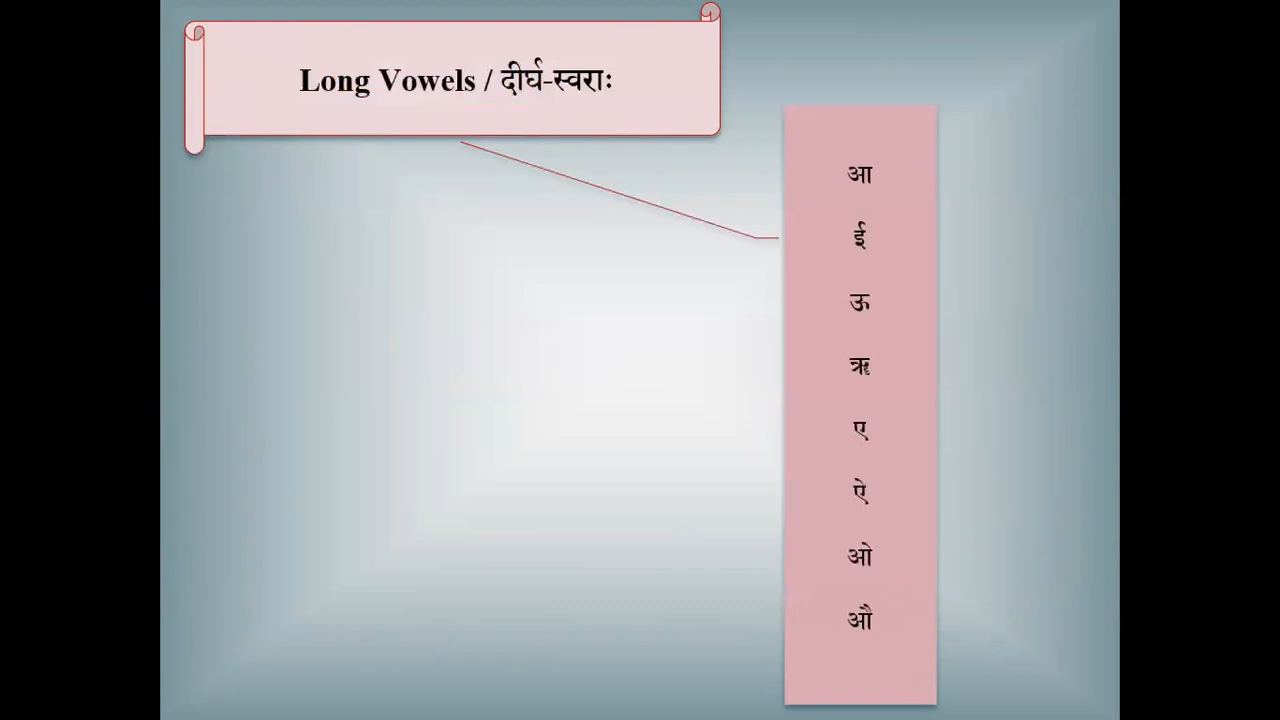 Long Vowels / दीर्घ-स्वराः
आ
ई
ऊ
ॠ
ए
ऐ
ओ
औ